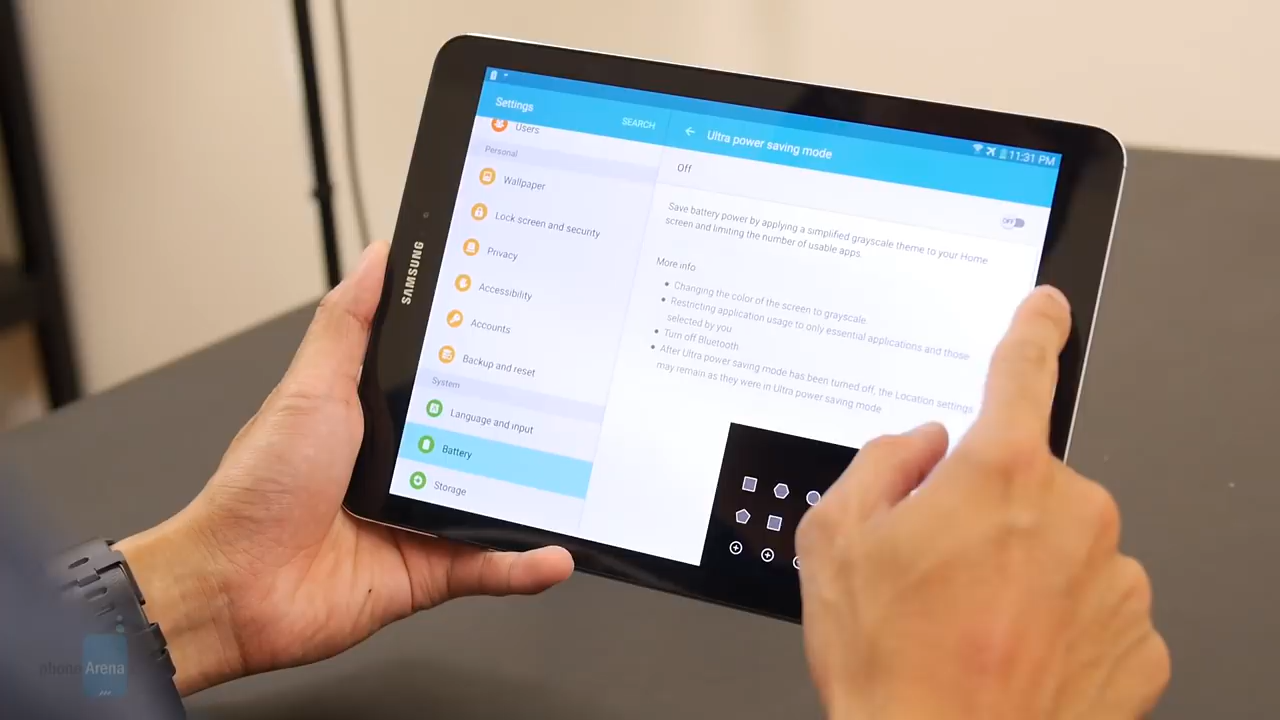 SAMSUNG
11:31 PM
Settings
SEARCH
Users
Personal
Wallpaper
Lock screen and security
Privacy
Accessibility
Accounts
Backup and reset
System
Language and input
Battery
Storage
Ultra power saving mode
Off
OFF
Save battery power by applying a simplified grayscale theme to your Home
screen and limiting the number of usable apps.
More info
• Changing the color of the screen to grayscale.
• Restricting application usage to only essential applications and those
selected by you
• Turn off Bluetooth
• After Ultra power saving mode has been turned off, the Location settings
may remain as they were in Ultra power saving mode
phoneArena